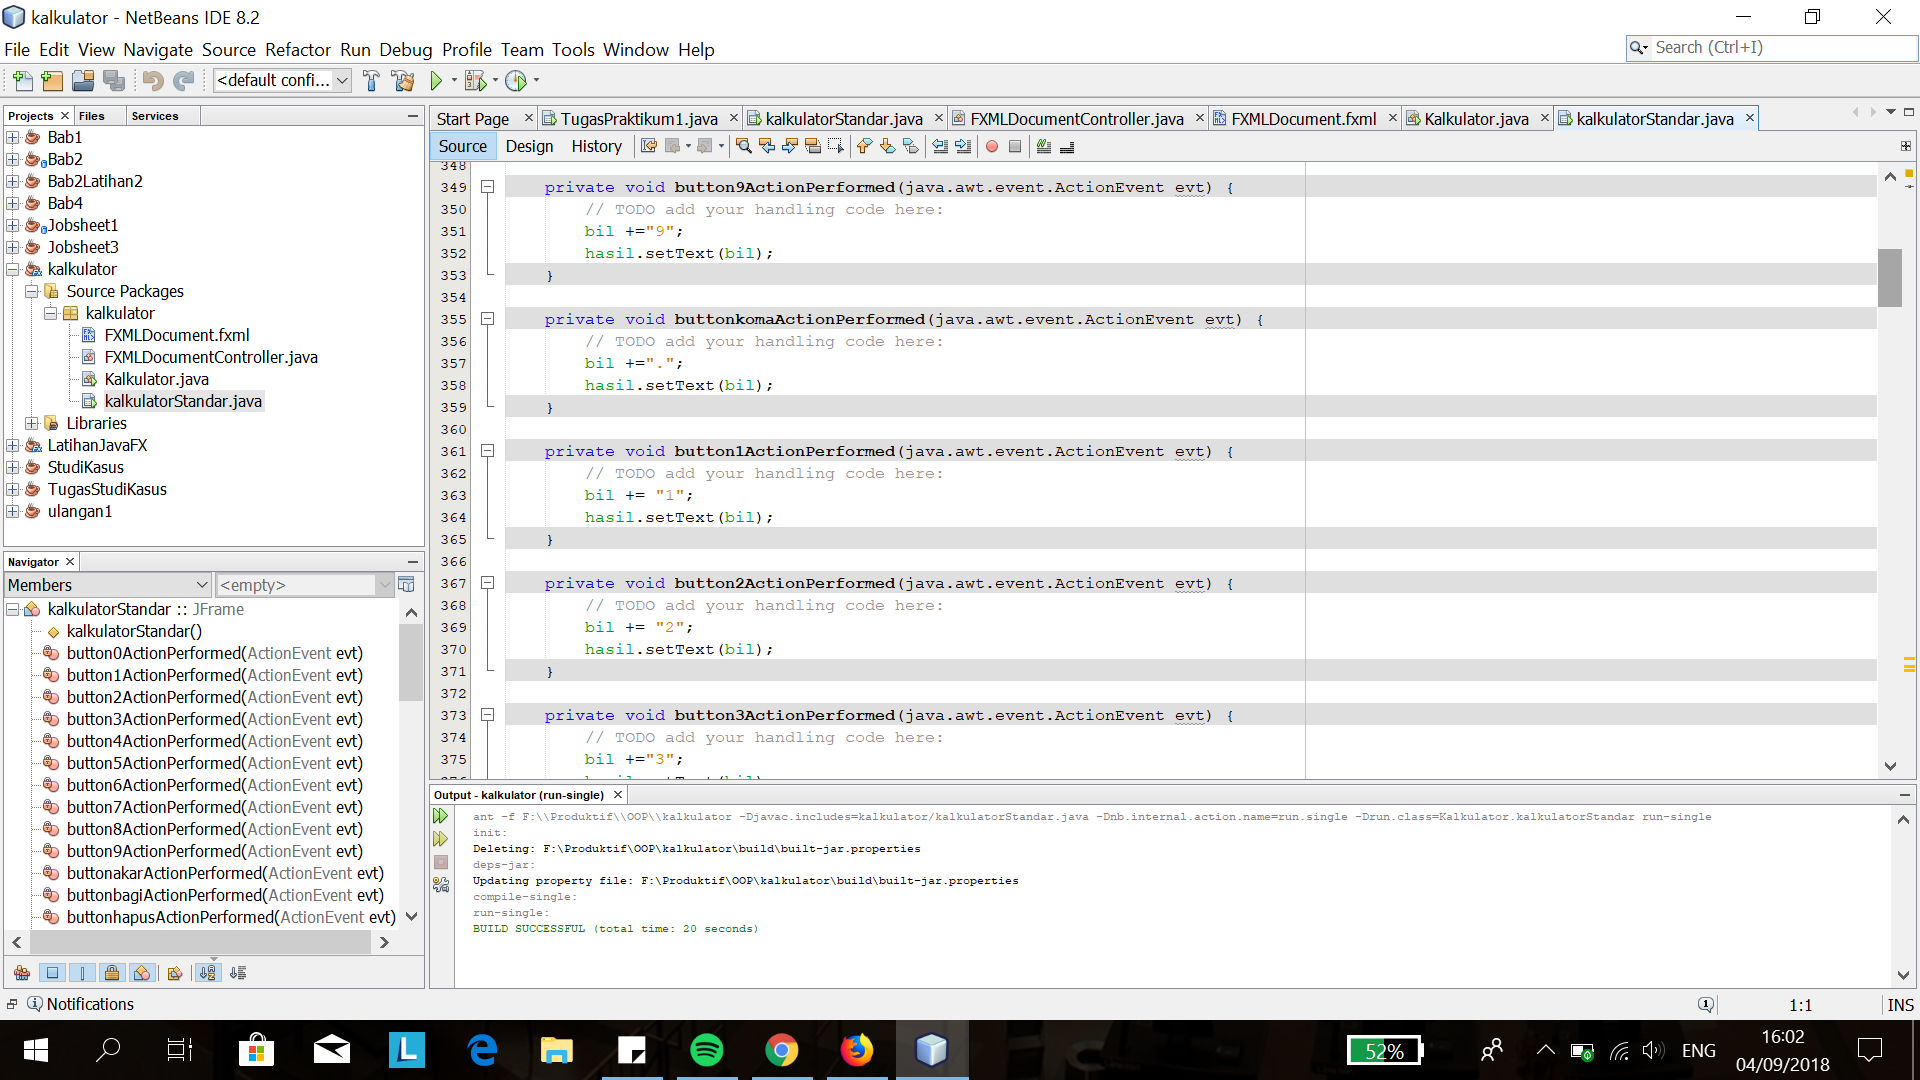 kalkulator - NetBeans IDE 8.2
File Edit View Navigate Source Refactor Run Debug Profile Team Tools Window Help
Search (Ctrl+I)
<default confi...
Projects Files Services
Bab1
Bab2
Bab2Latihan2
Bab4
Jobsheet1
Jobsheet3
kalkulator
Source Packages
kalkulator
FXMLDocument.fxml
FXMLDocumentController.java
Kalkulator.java
kalkulatorStandar.java
Libraries
LatihanJavaFX
StudiKasus
TugasStudiKasus
ulangan1
Navigator
Members <empty>
kalkulatorStandar :: JFrame
kalkulatorStandar()
button0ActionPerformed(ActionEvent evt)
button1ActionPerformed(ActionEvent evt)
button2ActionPerformed(ActionEvent evt)
button3ActionPerformed(ActionEvent evt)
button4ActionPerformed(ActionEvent evt)
button5ActionPerformed(ActionEvent evt)
button6ActionPerformed(ActionEvent evt)
button7ActionPerformed(ActionEvent evt)
button8ActionPerformed(ActionEvent evt)
button9ActionPerformed(ActionEvent evt)
buttonakarActionPerformed(ActionEvent evt)
buttonbagiActionPerformed(ActionEvent evt)
buttonhapusActionPerformed(ActionEvent evt)
Start Page TugasPraktikum1.java kalkulatorStandar.java FXMLDocumentController.java FXMLDocument.fxml Kalkulator.java kalkulatorStandar.java
Source Design History
348
349 private void button9ActionPerformed(java.awt.event.ActionEvent evt) {
350 // TODO add your handling code here:
351 bil +="9";
352 hasil.setText(bil);
353 }
354
355 private void buttonkomaActionPerformed(java.awt.event.ActionEvent evt) {
356 // TODO add your handling code here:
357 bil +=".";
358 hasil.setText(bil);
359 }
360
361 private void button1ActionPerformed(java.awt.event.ActionEvent evt) {
362 // TODO add your handling code here:
363 bil += "1";
364 hasil.setText(bil);
365 }
366
367 private void button2ActionPerformed(java.awt.event.ActionEvent evt) {
368 // TODO add your handling code here:
369 bil += "2";
370 hasil.setText(bil);
371 }
372
373 private void button3ActionPerformed(java.awt.event.ActionEvent evt) {
374 // TODO add your handling code here:
375 bil +="3";
Output - kalkulator (run-single)
ant -f F:\\Produktif\\OOP\\kalkulator -Djavac.includes=kalkulator/kalkulatorStandar.java -Dnb.internal.action.name=run.single -Drun.class=Kalkulator.kalkulatorStandar run-single
init:
Deleting: F:\Produktif\OOP\kalkulator\build\built-jar.properties
deps-jar:
Updating property file: F:\Produktif\OOP\kalkulator\build\built-jar.properties
compile-single:
run-single:
BUILD SUCCESSFUL (total time: 20 seconds)
Notifications
1:1 INS
L
52%
ENG
16:02
04/09/2018